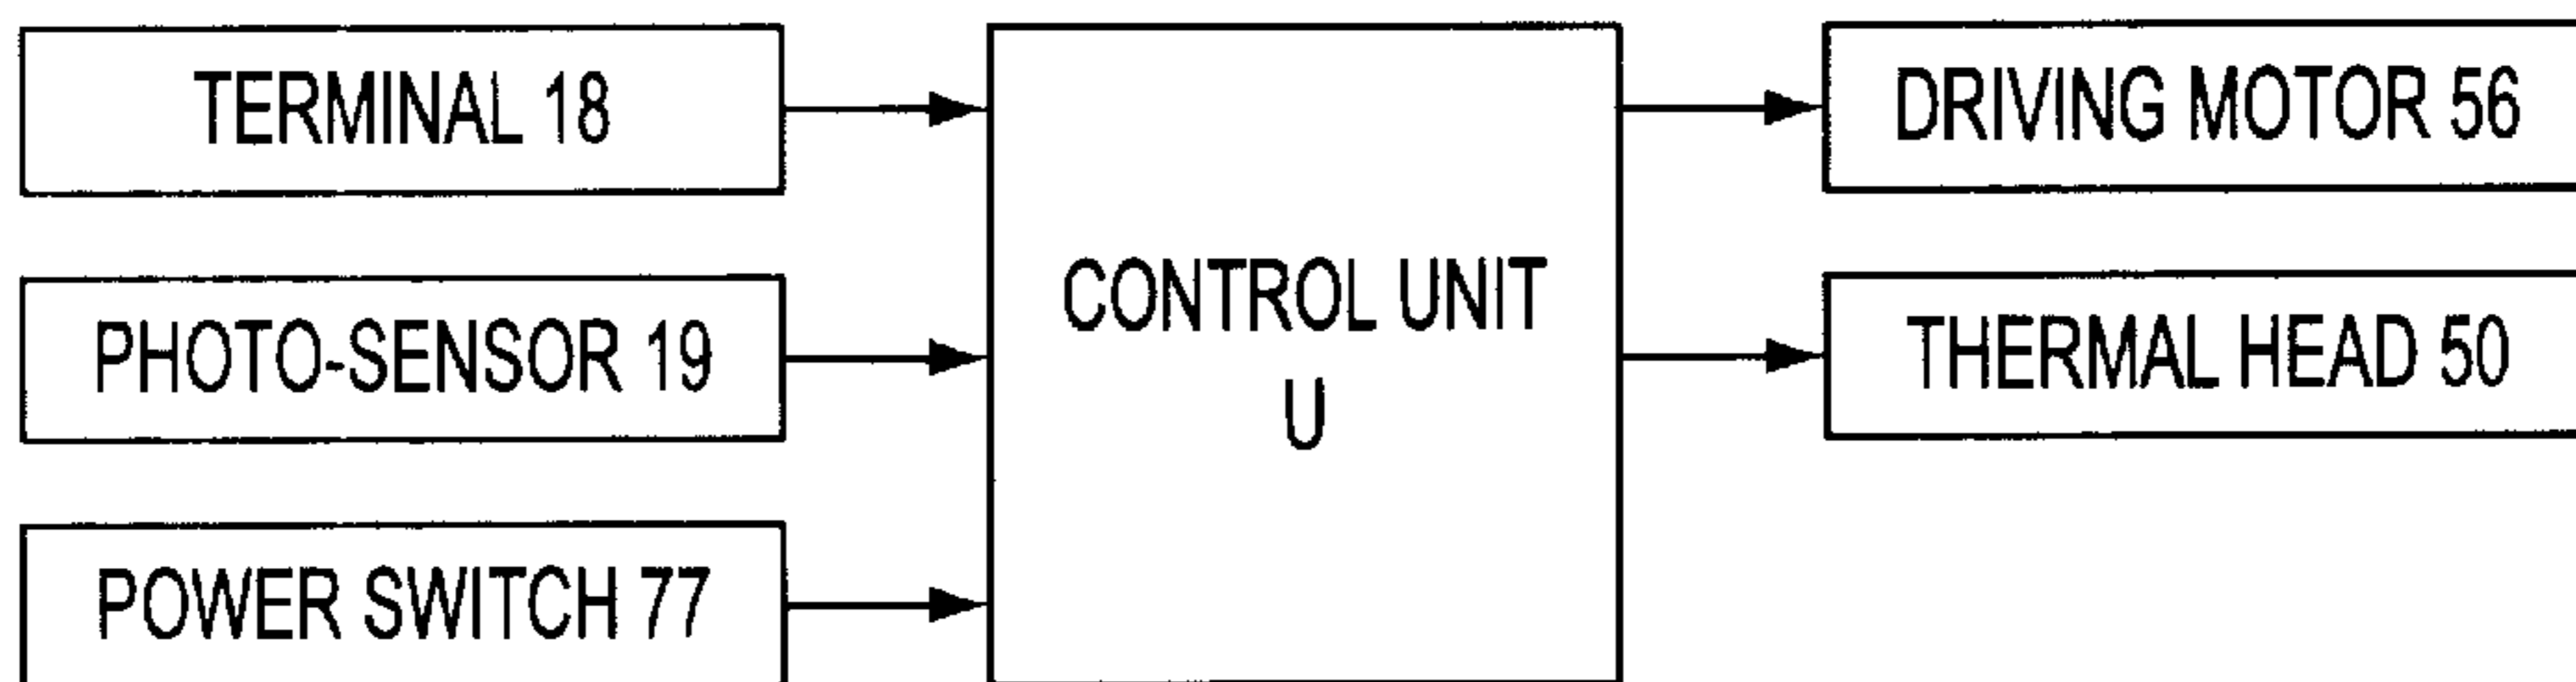 TERMINAL 18
PHOTO-SENSOR 19
POWER SWITCH 77
CONTROL UNIT
U
DRIVING MOTOR 56
THERMAL HEAD 50